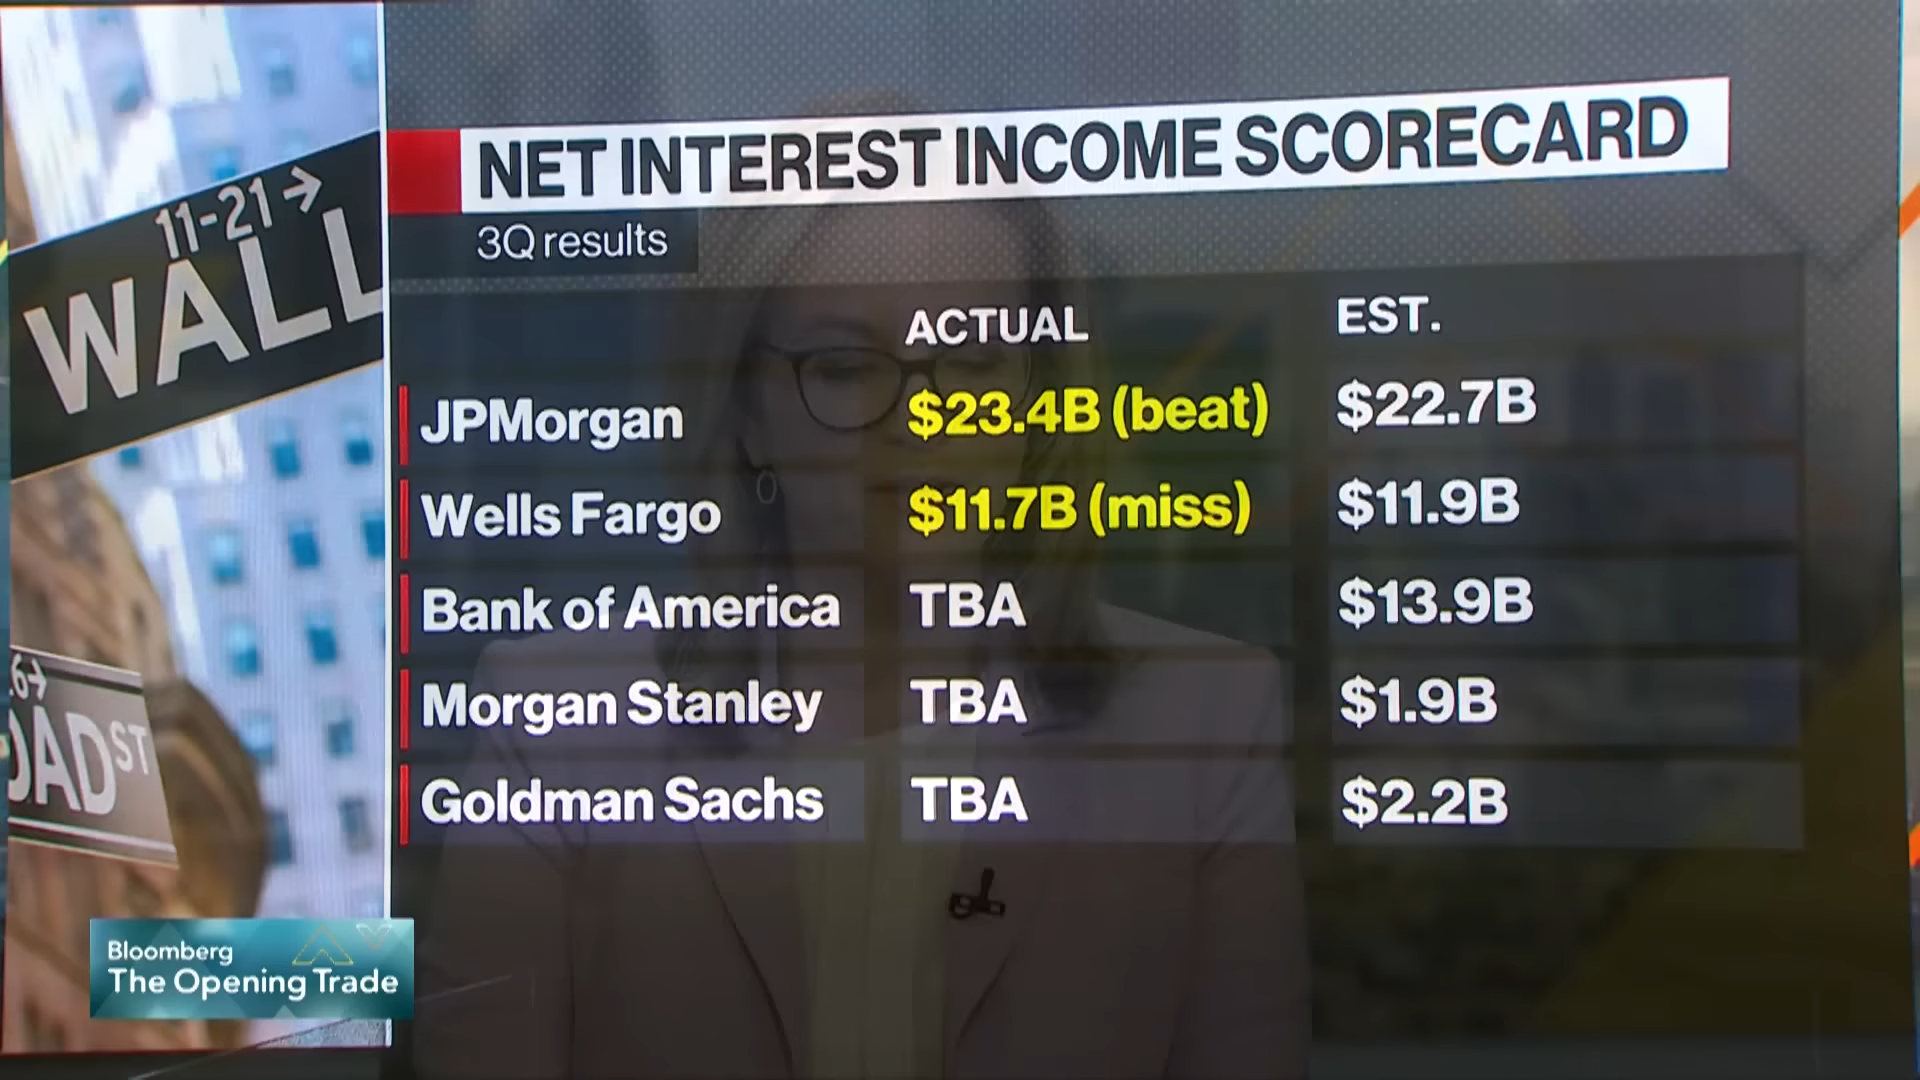 11-21→
WALL
6→
OADST
NET INTEREST INCOME SCORECARD
3Q results
ACTUAL EST.
JPMorgan $23.4B (beat) $22.7B
Wells Fargo $11.7B (miss) $11.9B
Bank of America TBA $13.9B
Morgan Stanley TBA $1.9B
Goldman Sachs TBA $2.2B
Bloomberg
The Opening Trade